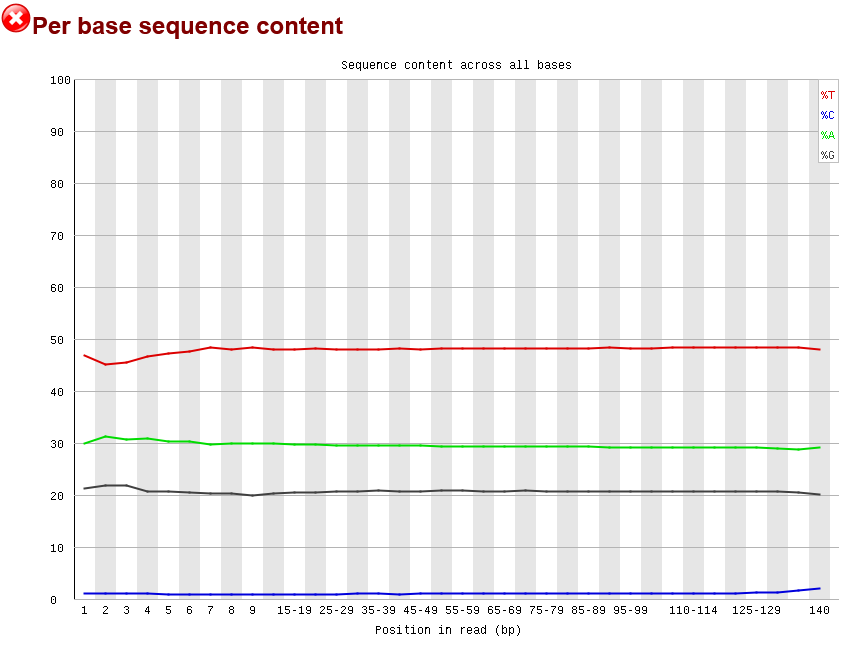 Per base sequence content
Sequence content across all bases
%T
%C
%A
%G
100
90
80
70
60
50
40
30
20
10
0
1 2 3 4 5 6 7 8 9 15-19 25-29 35-39 45-49 55-59 65-69 75-79 85-89 95-99 110-114 125-129 140
Position in read (bp)